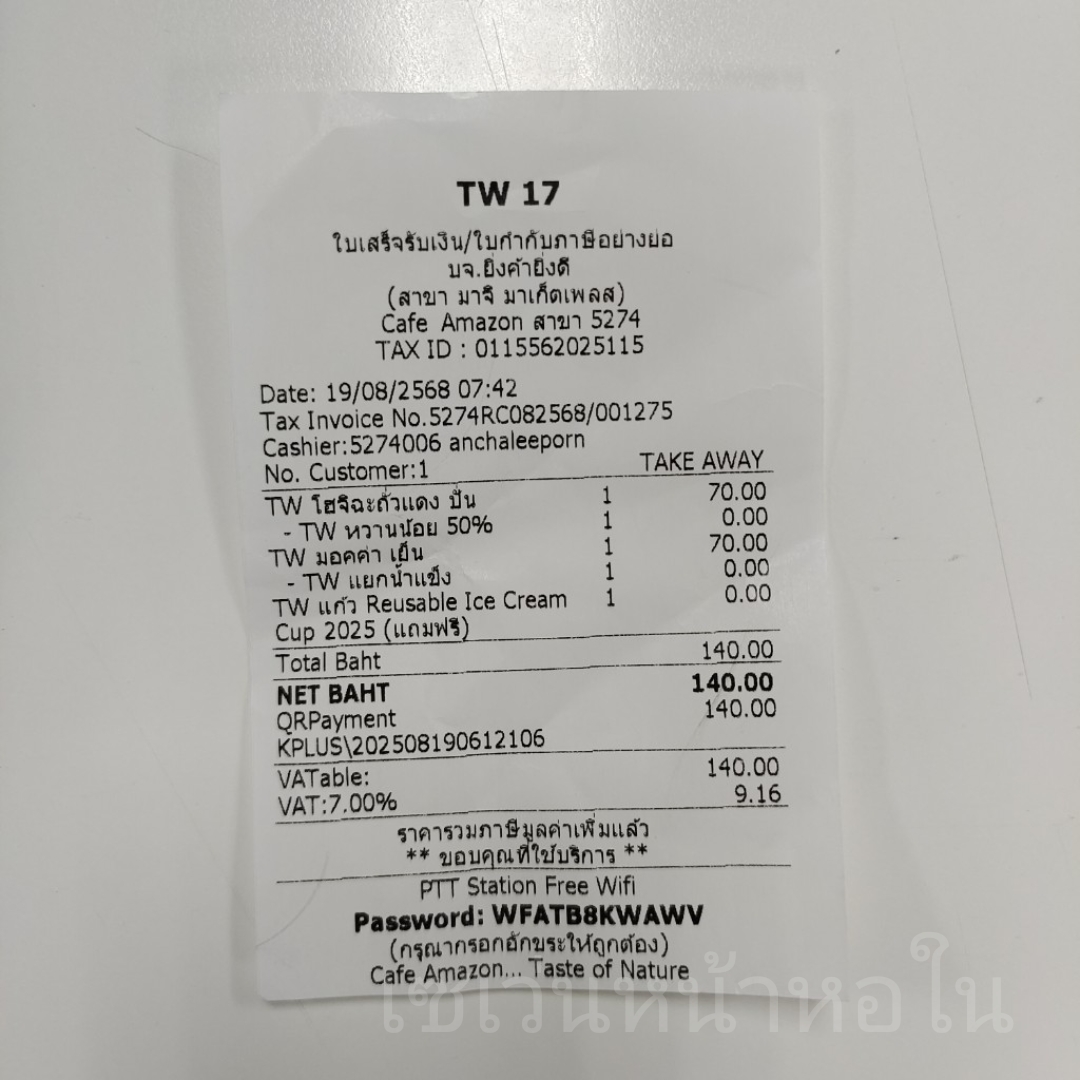 TW 17
ใบเสร็จรับเงิน/ใบกำกับภาษีอย่างย่อ
บจ.ยิ่งค้ายิ่งดี
(สาขา มาจิ มาเก็ตเพลส)
Cafe Amazon สาขา 5274
TAX ID : 0115562025115
Date: 19/08/2568 07:42
Tax Invoice No.5274RC082568/001275
Cashier:5274006 anchaleeporn
No. Customer:1 TAKE AWAY
TW โฮจิฉะถั่วแดง ปั่น 1 70.00
- TW หวานน้อย 50% 1 0.00
TW มอคค่า เย็น 1 70.00
- TW แยกน้ำแข็ง 1 0.00
TW แก้ว Reusable Ice Cream 1 0.00
Cup 2025 (แถมฟรี)
Total Baht 140.00
NET BAHT 140.00
QRPayment 140.00
KPLUS\202508190612106
VATable: 140.00
VAT:7.00% 9.16
ราคารวมภาษีมูลค่าเพิ่มแล้ว
** ขอบคุณที่ใช้บริการ **
PTT Station Free Wifi
Password: WFATB8KWAWV
(กรุณากรอกอักขระให้ถูกต้อง)
Cafe Amazon... Taste of Nature
เซเว่นหน้าหอใน